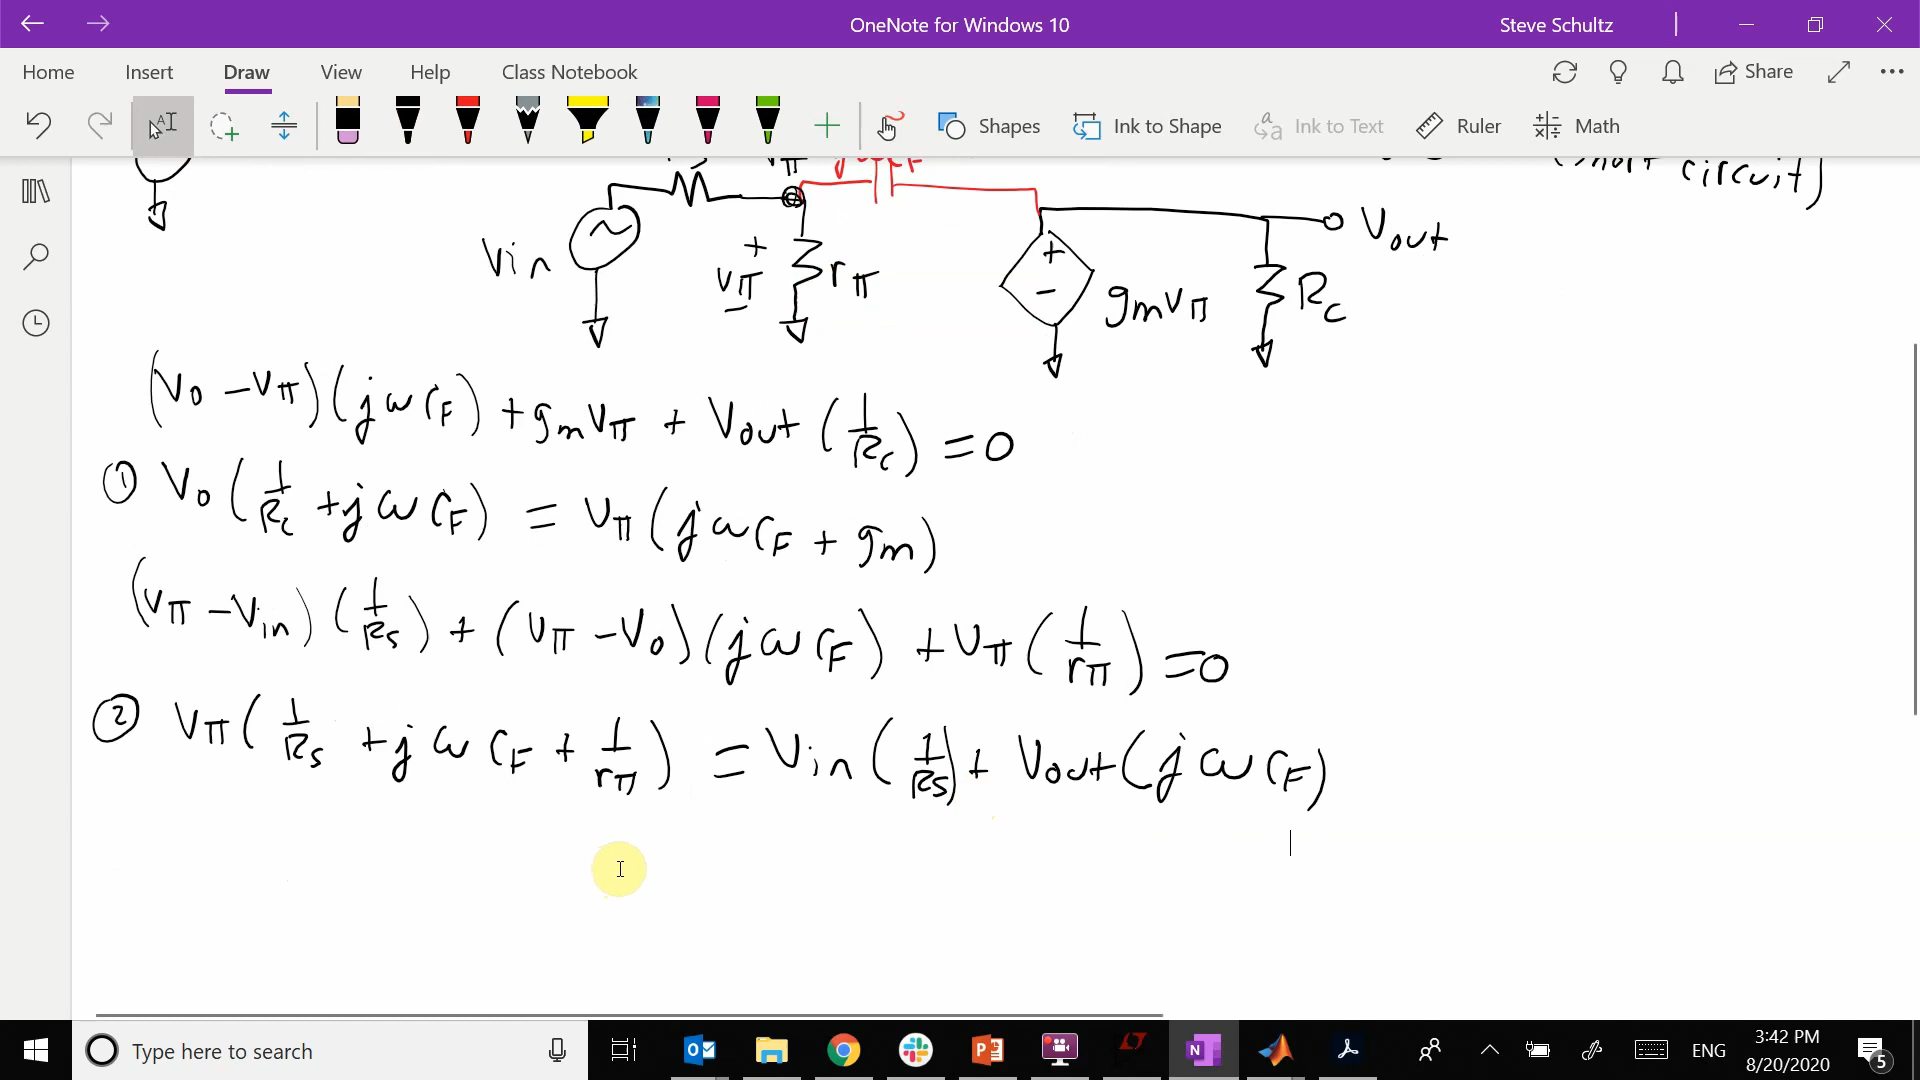 OneNote for Windows 10
Steve Schultz
Home Insert Draw View Help Class Notebook
Share
Shapes Ink to Shape Ink to Text Ruler Math
circuit)
Vin
+
vπ
−
rπ
+
−
gmvπ
Rc
Vout
(Vo − Vπ)(jωCF) + gmVπ + Vout(1/Rc) = 0
① Vo(1/Rc + jωCF) = Vπ(jωCF + gm)
(Vπ − Vin)(1/Rs) + (Vπ − Vo)(jωCF) + Vπ(1/rπ) = 0
② Vπ(1/Rs + jωCF + 1/rπ) = Vin(1/Rs) + Vout(jωCF)
Type here to search
ENG
3:42 PM
8/20/2020
5